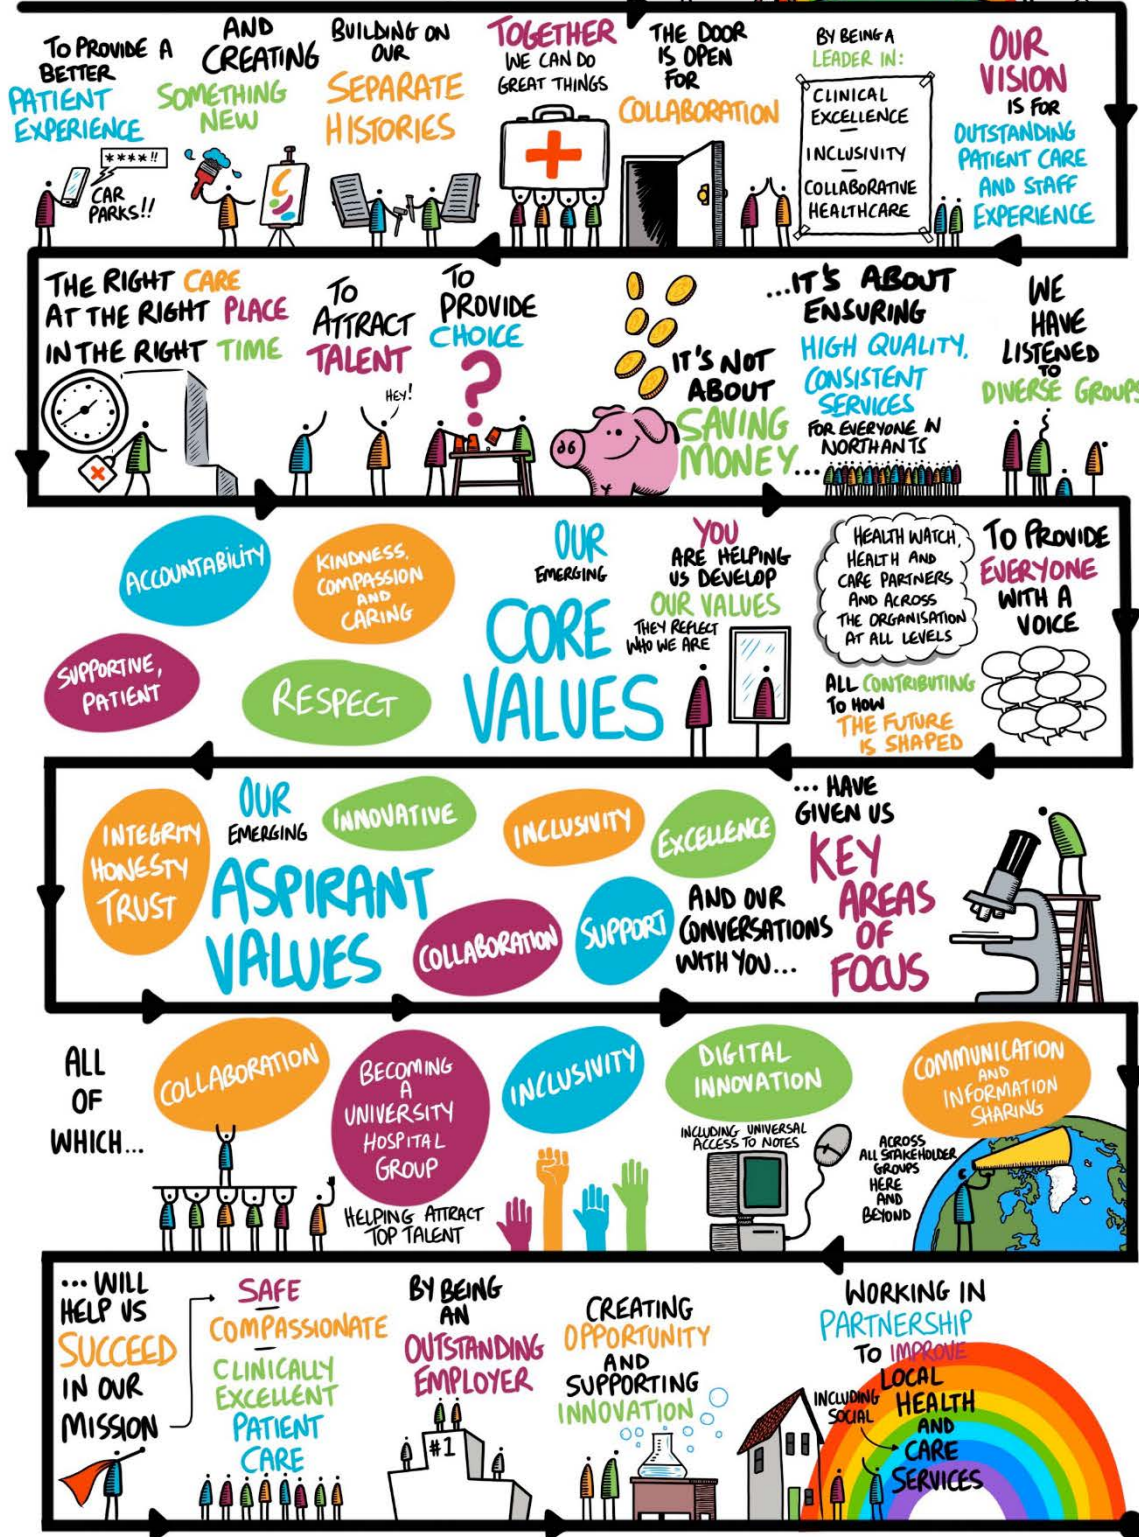 OUR
VISION
IS FOR
OUTSTANDING
PATIENT CARE
AND STAFF
EXPERIENCE
BY BEING A
LEADER IN:
CLINICAL
EXCELLENCE
INCLUSIVITY
COLLABORATIVE
HEALTHCARE
THE DOOR
IS OPEN
FOR
COLLABORATION
TOGETHER
WE CAN DO
GREAT THINGS
BUILDING ON
OUR
SEPARATE
HISTORIES
AND
CREATING
SOMETHING
NEW
TO PROVIDE A
BETTER
PATIENT
EXPERIENCE
****!!
CAR
PARKS!!
THE RIGHT CARE
AT THE RIGHT PLACE
IN THE RIGHT TIME
TO
ATTRACT
TALENT
HEY!
TO
PROVIDE
CHOICE
?
IT'S NOT
ABOUT
SAVING
MONEY...
...IT'S ABOUT
ENSURING
HIGH QUALITY,
CONSISTENT
SERVICES
FOR EVERYONE IN
NORTHANTS
WE
HAVE
LISTENED
TO
DIVERSE GROUPS
TO PROVIDE
EVERYONE
WITH A
VOICE
HEALTH WATCH,
HEALTH AND
CARE PARTNERS
AND ACROSS
THE ORGANISATION
AT ALL LEVELS
ALL CONTRIBUTING
TO HOW
THE FUTURE
IS SHAPED
YOU
ARE HELPING
US DEVELOP
OUR VALUES
THEY REFLECT
WHO WE ARE
OUR
EMERGING
CORE
VALUES
KINDNESS,
COMPASSION
AND
CARING
RESPECT
ACCOUNTABILITY
SUPPORTIVE,
PATIENT
INTEGRITY
HONESTY
TRUST
OUR
EMERGING
ASPIRANT
VALUES
INNOVATIVE
COLLABORATION
INCLUSIVITY
SUPPORT
EXCELLENCE
AND OUR
CONVERSATIONS
WITH YOU...
... HAVE
GIVEN US
KEY
AREAS
OF
FOCUS
COMMUNICATION
AND
INFORMATION
SHARING
ACROSS
ALL STAKEHOLDER
GROUPS
HERE
AND
BEYOND
DIGITAL
INNOVATION
INCLUDING UNIVERSAL
ACCESS TO NOTES
INCLUSIVITY
BECOMING
A
UNIVERSITY
HOSPITAL
GROUP
HELPING ATTRACT
TOP TALENT
COLLABORATION
ALL
OF
WHICH...
... WILL
HELP US
SUCCEED
IN OUR
MISSION
SAFE
COMPASSIONATE
CLINICALLY
EXCELLENT
PATIENT
CARE
BY BEING
AN
OUTSTANDING
EMPLOYER
#1
CREATING
OPPORTUNITY
AND
SUPPORTING
INNOVATION
WORKING IN
PARTNERSHIP
TO IMPROVE
LOCAL
HEALTH
AND
CARE
SERVICES
INCLUDING
SOCIAL